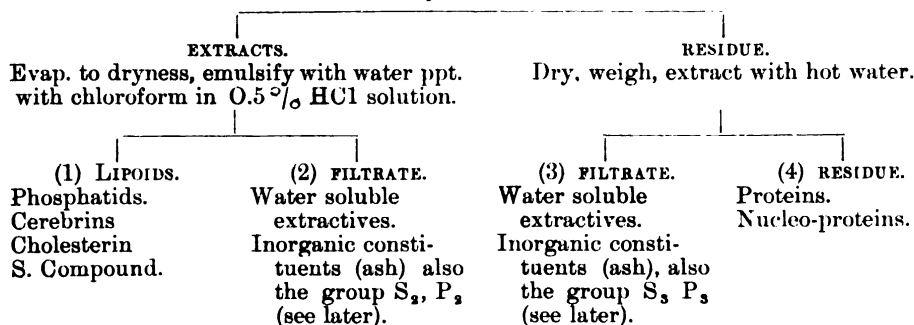 EXTRACTS.
Evap. to dryness, emulsify with water ppt.
with chloroform in 0.5% HCl solution.
RESIDUE.
Dry, weigh, extract with hot water.
(1) LIPOIDS.
Phosphatids.
Cerebrins
Cholesterin
S. Compound.
(2) FILTRATE.
Water soluble
extractives.
Inorganic consti-
tuents (ash) also
the group S₂, P₂
(see later).
(3) FILTRATE.
Water soluble
extractives.
Inorganic consti-
tuents (ash), also
the group S₃ P₃
(see later).
(4) RESIDUE.
Proteins.
Nucleo-proteins.